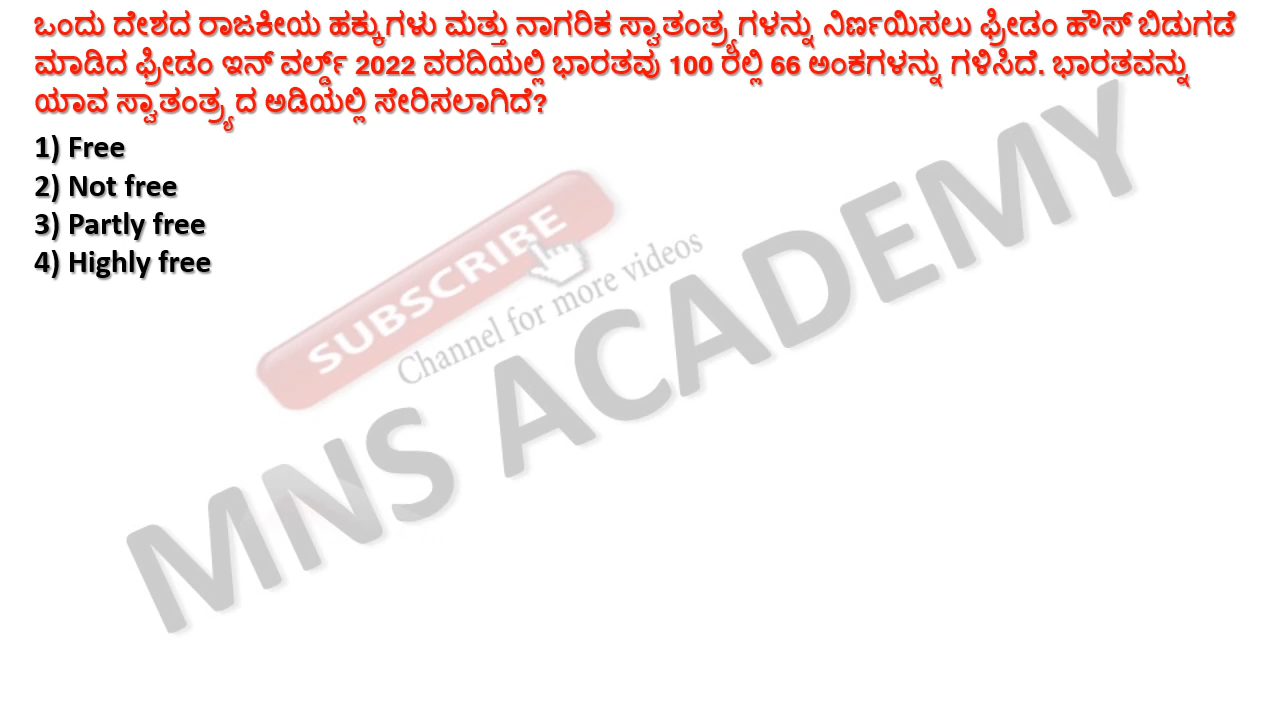 ಒಂದು ದೇಶದ ರಾಜಕೀಯ ಹಕ್ಕುಗಳು ಮತ್ತು ನಾಗರಿಕ ಸ್ವಾತಂತ್ರ್ಯಗಳನ್ನು ನಿರ್ಣಯಿಸಲು ಫ್ರೀಡಂ ಹೌಸ್ ಬಿಡುಗಡೆ
ಮಾಡಿದ ಫ್ರೀಡಂ ಇನ್ ವರ್ಲ್ಡ್ 2022 ವರದಿಯಲ್ಲಿ ಭಾರತವು 100 ರಲ್ಲಿ 66 ಅಂಕಗಳನ್ನು ಗಳಿಸಿದೆ. ಭಾರತವನ್ನು
ಯಾವ ಸ್ವಾತಂತ್ರ್ಯದ ಅಡಿಯಲ್ಲಿ ಸೇರಿಸಲಾಗಿದೆ?
1) Free
2) Not free
3) Partly free
4) Highly free
SUBSCRIBE
Channel for more videos
MNS ACADEMY